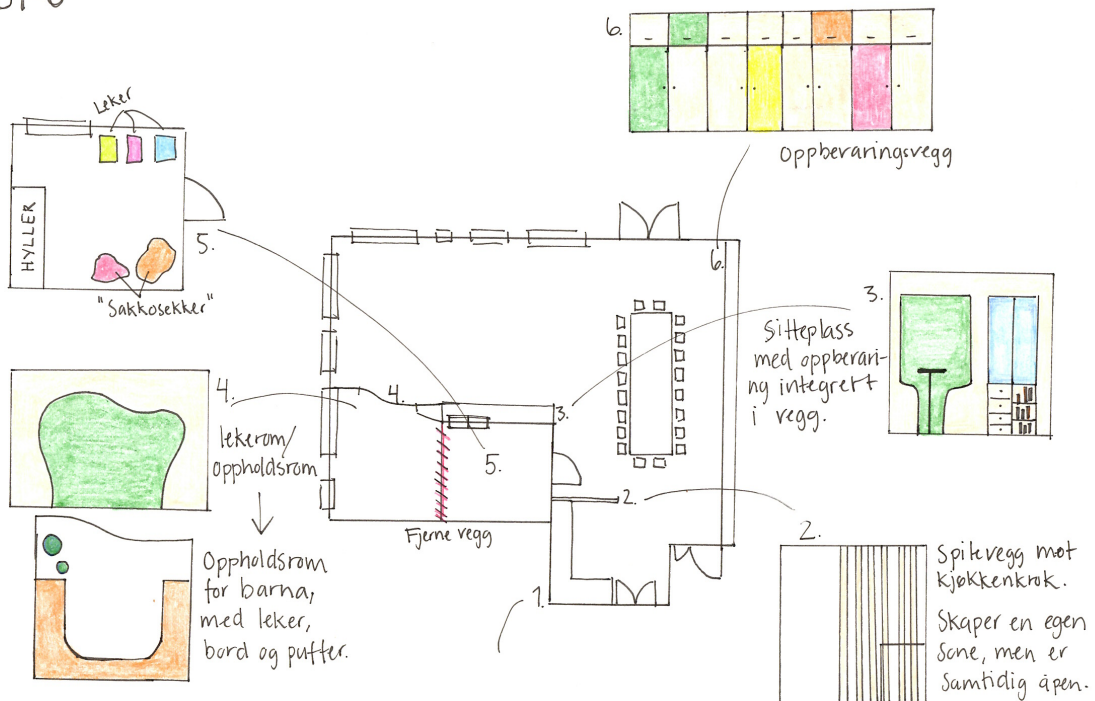 6.
Oppbevaringsvegg
Leker
HYLLER
5.
"Sakkosekker"
6.
3.
Sitteplass
med oppbevari-
ng integrert
i vegg.
4.
4.
3.
lekerom/
oppholdsrom
5.
2.
Fjerne vegg
Oppholdsrom
for barna,
med leker,
bord og puffer.
1.
2.
Spilevegg mot
kjøkkenkrok.
Skaper en egen
sone, men er
samtidig åpen.